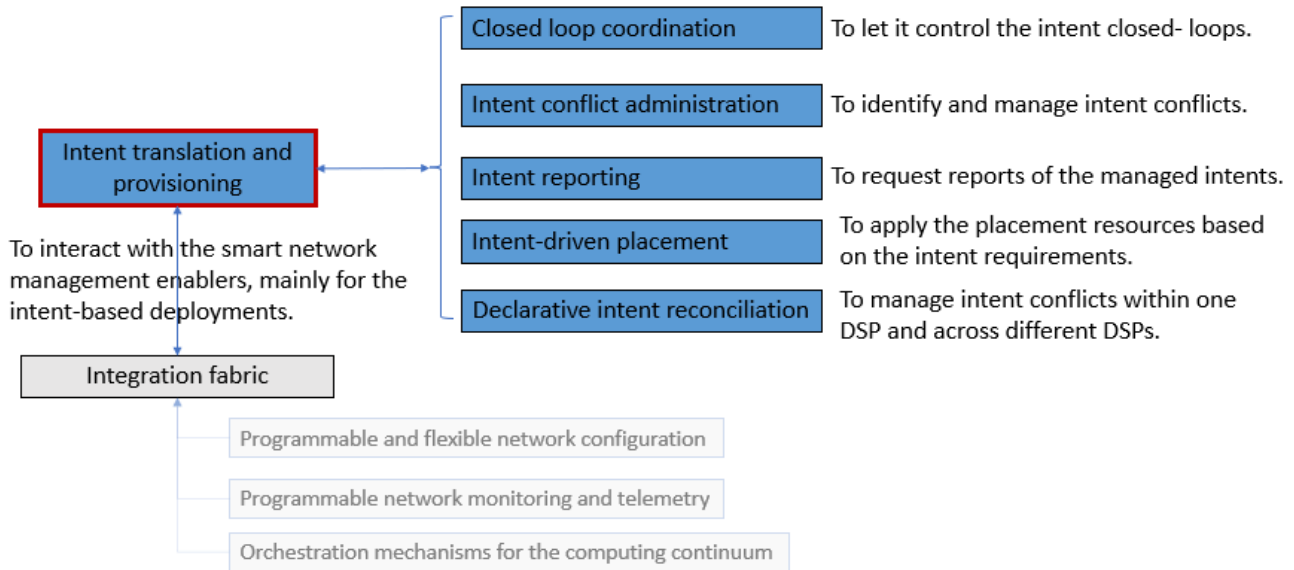 Closed loop coordination
To let it control the intent closed- loops.
Intent conflict administration
To identify and manage intent conflicts.
Intent translation and
provisioning
Intent reporting
To request reports of the managed intents.
Intent-driven placement
To apply the placement resources based
on the intent requirements.
To interact with the smart network
management enablers, mainly for the
intent-based deployments.
Declarative intent reconciliation
To manage intent conflicts within one
DSP and across different DSPs.
Integration fabric
Programmable and flexible network configuration
Programmable network monitoring and telemetry
Orchestration mechanisms for the computing continuum